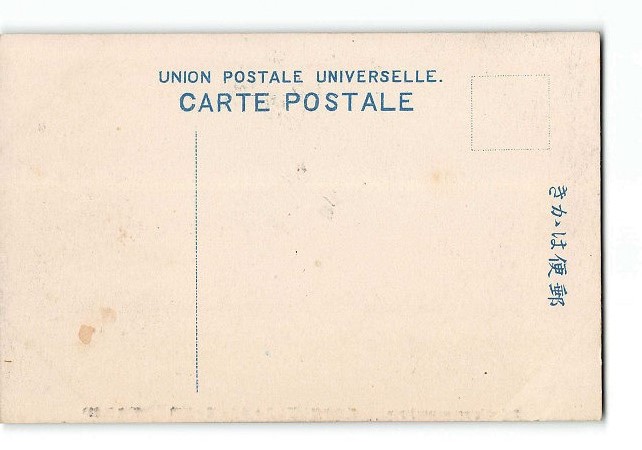 UNION POSTALE UNIVERSELLE.
CARTE POSTALE
きかは便郵